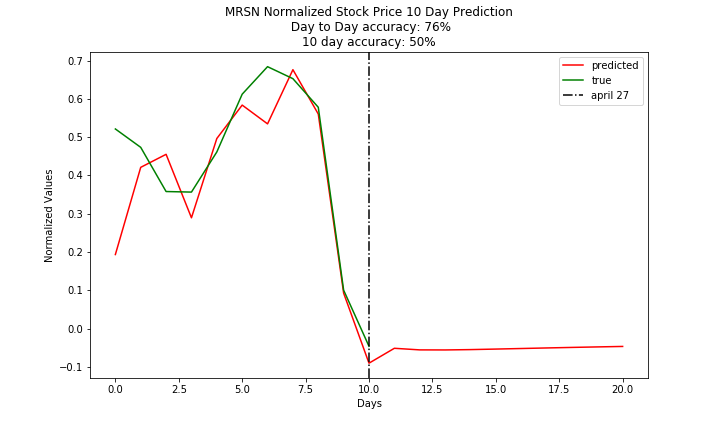 MRSN Normalized Stock Price 10 Day Prediction
Day to Day accuracy: 76%
10 day accuracy: 50%
predicted
true
april 27
Normalized Values
0.7
0.6
0.5
0.4
0.3
0.2
0.1
0.0
−0.1
0.0
2.5
5.0
7.5
10.0
12.5
15.0
17.5
20.0
Days